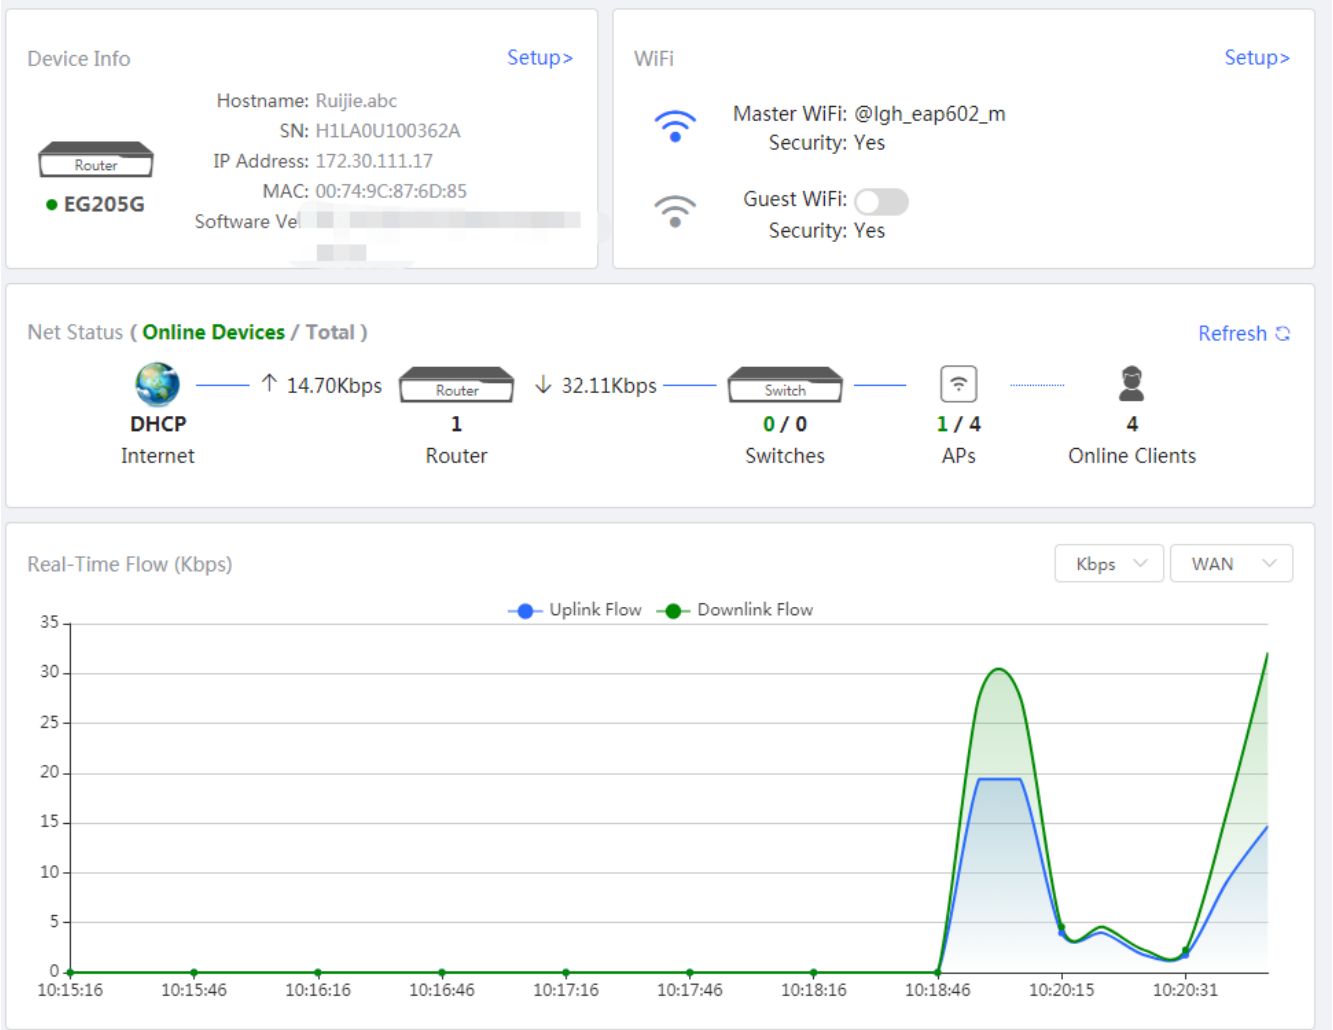 Device Info
Setup>
Hostname: Ruijie.abc
SN: H1LA0U100362A
IP Address: 172.30.111.17
MAC: 00:74:9C:87:6D:85
Software Ve
Router
EG205G
WiFi
Setup>
Master WiFi: @lgh_eap602_m
Security: Yes
Guest WiFi:
Security: Yes
Net Status ( Online Devices / Total )
Refresh
↑ 14.70Kbps
Router
↓ 32.11Kbps
Switch
DHCP
1
0 / 0
1 / 4
4
Internet
Router
Switches
APs
Online Clients
Real-Time Flow (Kbps)
Kbps
WAN
Uplink Flow
Downlink Flow
35
30
25
20
15
10
5
0
10:15:16 10:15:46 10:16:16 10:16:46 10:17:16 10:17:46 10:18:16 10:18:46 10:20:15 10:20:31